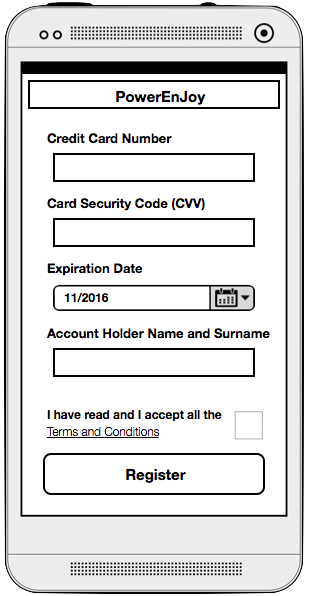 PowerEnJoy
Credit Card Number
Card Security Code (CVV)
Expiration Date
11/2016
Account Holder Name and Surname
I have read and I accept all the
Terms and Conditions
Register